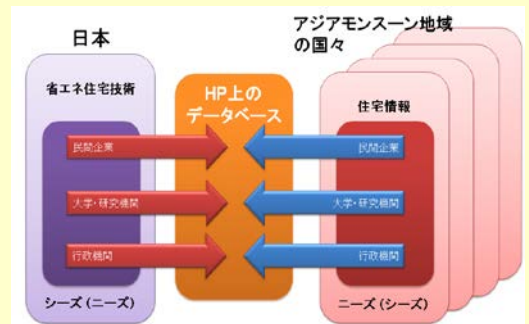 日本
省エネ住宅技術
民間企業
大学・研究機関
行政機関
シーズ（ニーズ）
HP上の
データベース
アジアモンスーン地域
の国々
住宅情報
民間企業
大学・研究機関
行政機関
ニーズ（シーズ）